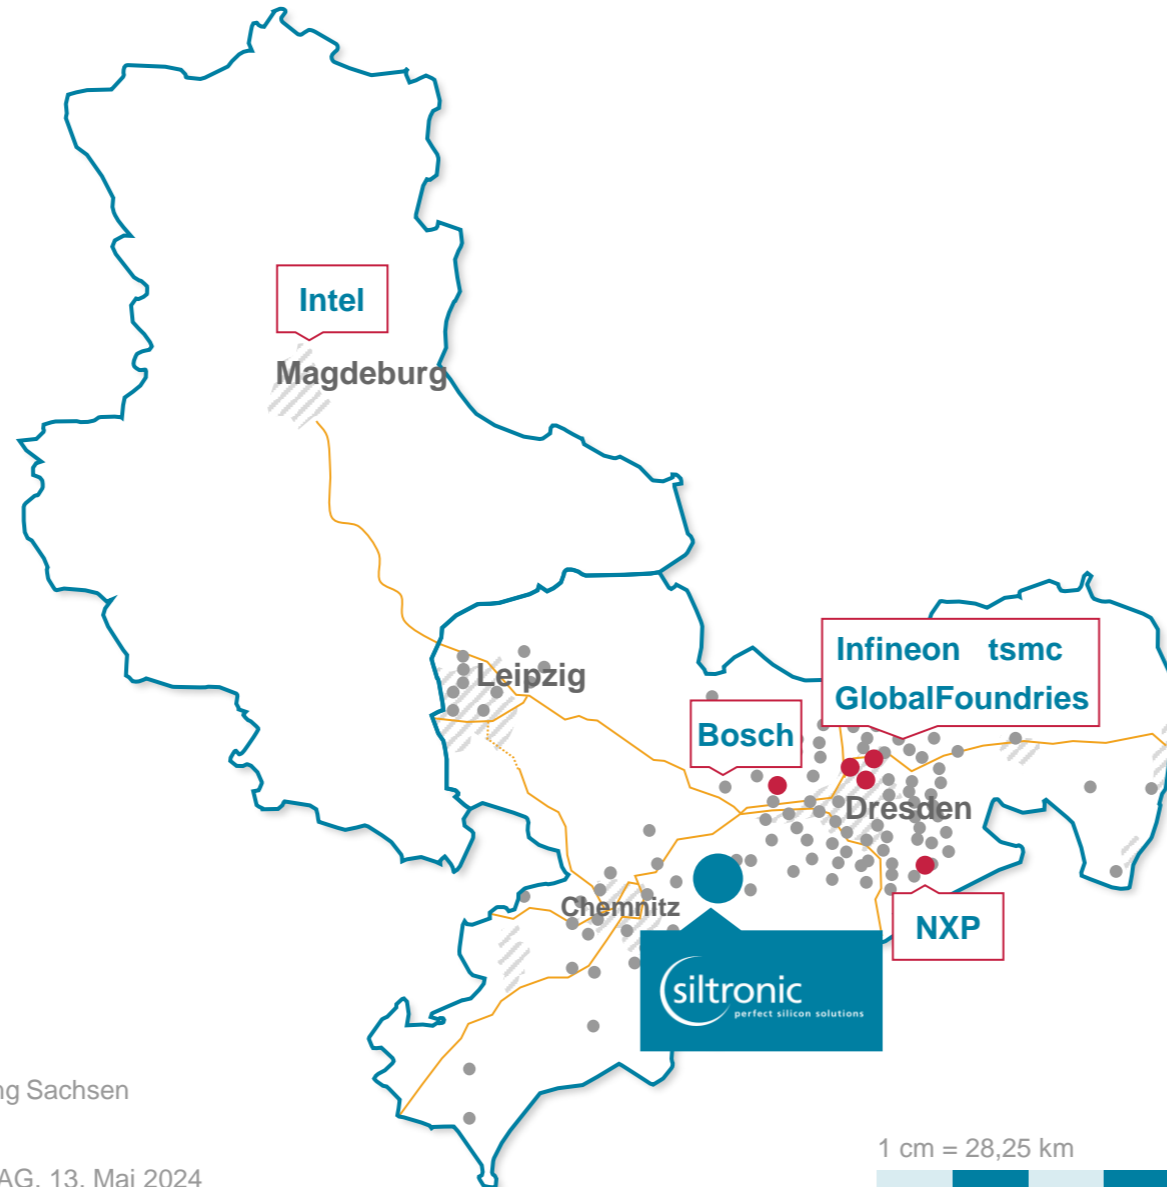 Intel
Magdeburg
Leipzig
Infineon tsmc
GlobalFoundries
Bosch
Dresden
Chemnitz
NXP
siltronic
perfect silicon solutions
ng Sachsen
1 cm = 28,25 km
AG, 13. Mai 2024